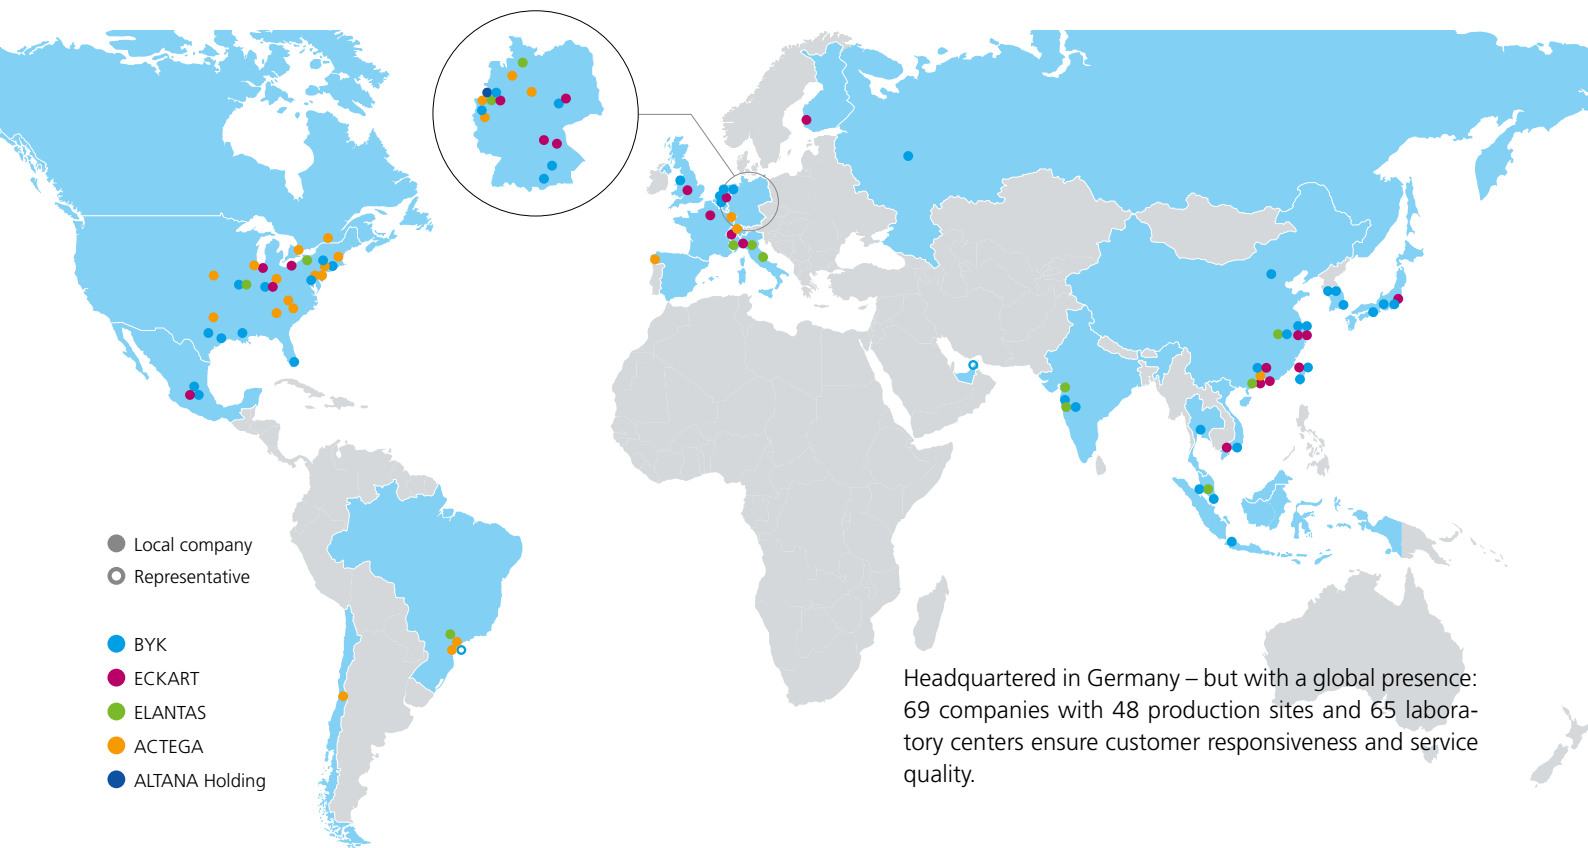 Local company
Representative
BYK
ECKART
ELANTAS
ACTEGA
ALTANA Holding
Headquartered in Germany – but with a global presence:
69 companies with 48 production sites and 65 labora-
tory centers ensure customer responsiveness and service
quality.